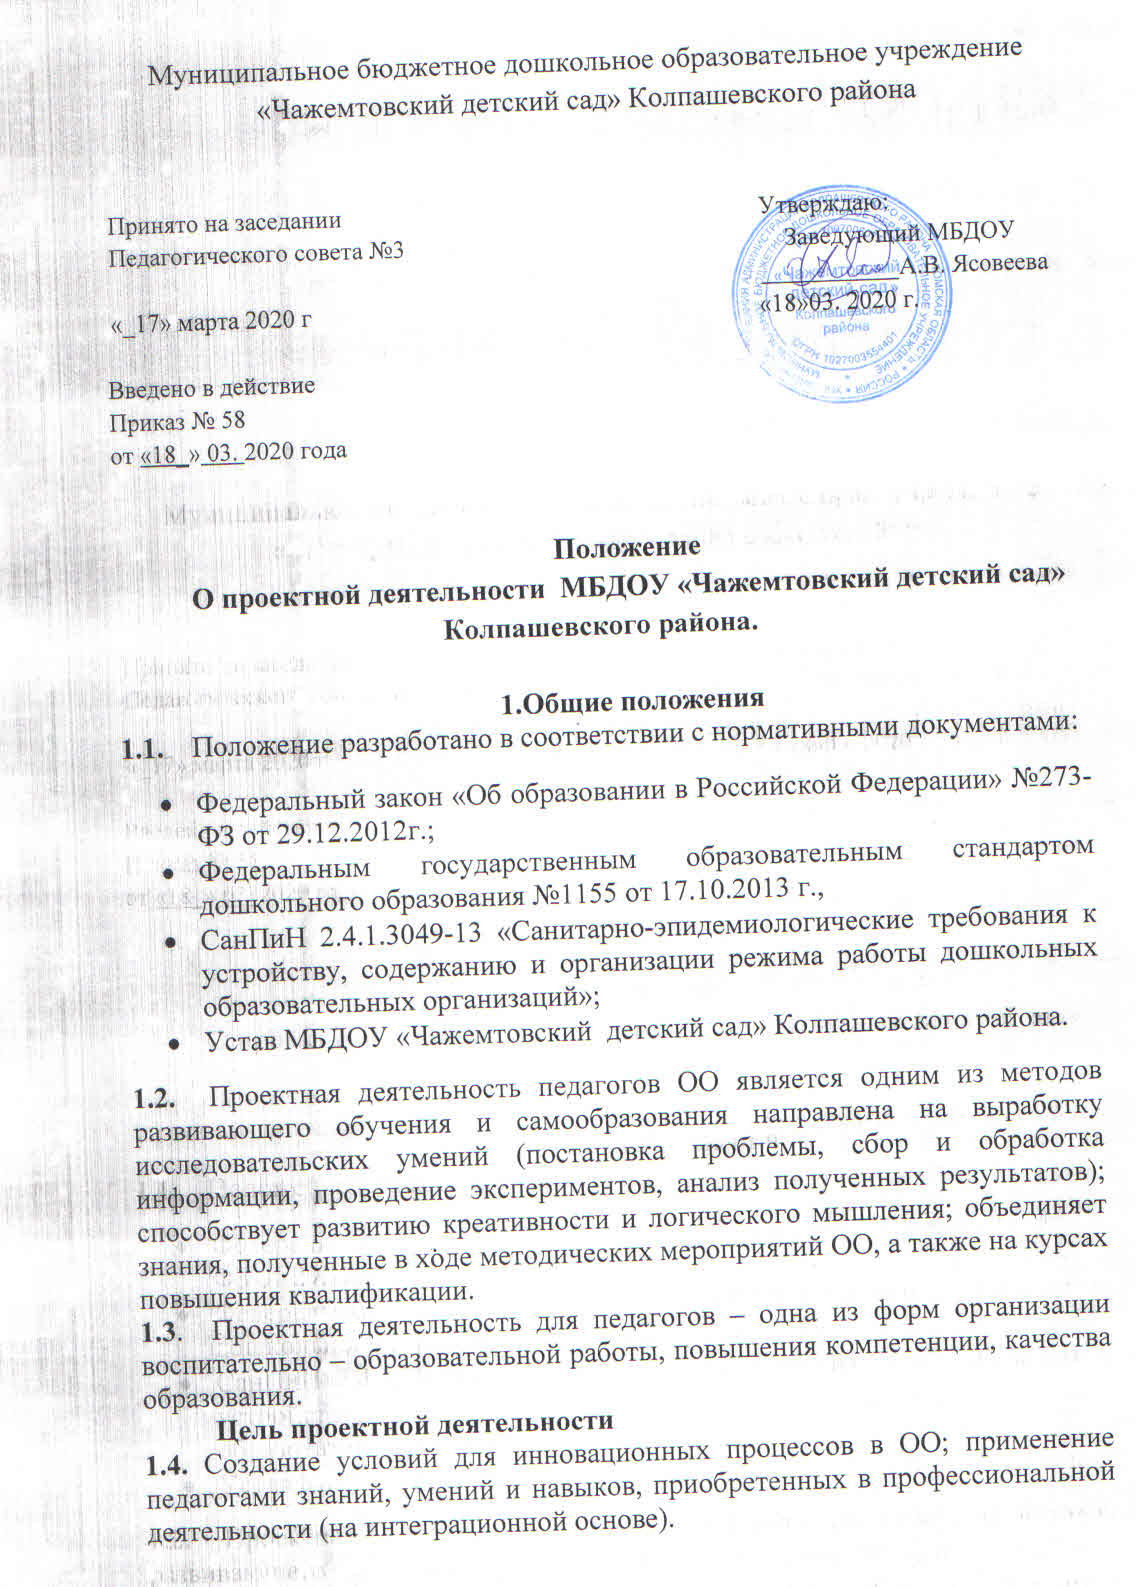 Муниципальное бюджетное дошкольное образовательное учреждение
«Чажемтовский детский сад» Колпашевского района
Принято на заседании
Педагогического совета №3
«_17» марта 2020 г
Введено в действие
Приказ № 58
от «18_» 03. 2020 года
Утверждаю:
Заведующий МБДОУ
А.В. Ясовеева
«18»03. 2020 г.
«Чажемтовский
детский сад»
Колпашевского
района
ОГРН 1027003554401
Положение
О проектной деятельности МБДОУ «Чажемтовский детский сад»
Колпашевского района.
1.Общие положения
1.1. Положение разработано в соответствии с нормативными документами:
• Федеральный закон «Об образовании в Российской Федерации» №273-
ФЗ от 29.12.2012г.;
• Федеральным государственным образовательным стандартом
дошкольного образования №1155 от 17.10.2013 г.,
• СанПиН 2.4.1.3049-13 «Санитарно-эпидемиологические требования к
устройству, содержанию и организации режима работы дошкольных
образовательных организаций»;
• Устав МБДОУ «Чажемтовский детский сад» Колпашевского района.
1.2. Проектная деятельность педагогов ОО является одним из методов
развивающего обучения и самообразования направлена на выработку
исследовательских умений (постановка проблемы, сбор и обработка
информации, проведение экспериментов, анализ полученных результатов);
способствует развитию креативности и логического мышления; объединяет
знания, полученные в ходе методических мероприятий ОО, а также на курсах
повышения квалификации.
1.3. Проектная деятельность для педагогов – одна из форм организации
воспитательно – образовательной работы, повышения компетенции, качества
образования.
Цель проектной деятельности
1.4. Создание условий для инновационных процессов в ОО; применение
педагогами знаний, умений и навыков, приобретенных в профессиональной
деятельности (на интеграционной основе).